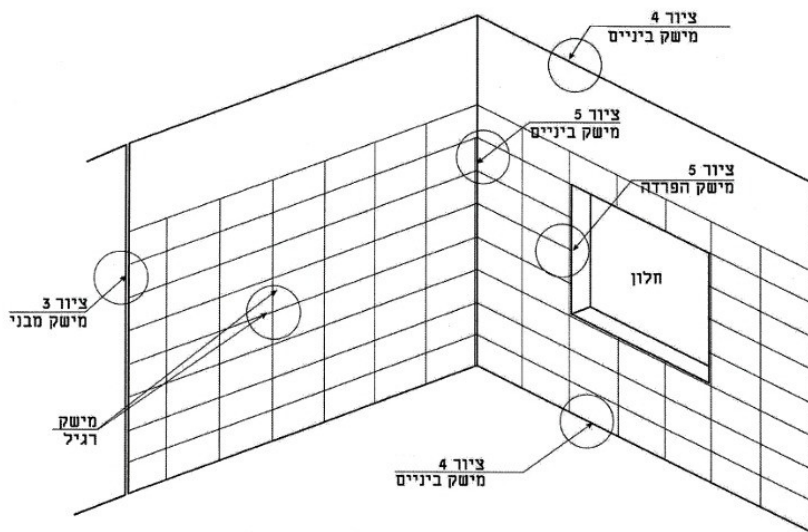 ציור 4
מישק ביניים
ציור 5
מישק ביניים
ציור 5
מישק הפרדה
חלון
ציור 3
מישק מבני
מישק
רגיל
ציור 4
מישק ביניים